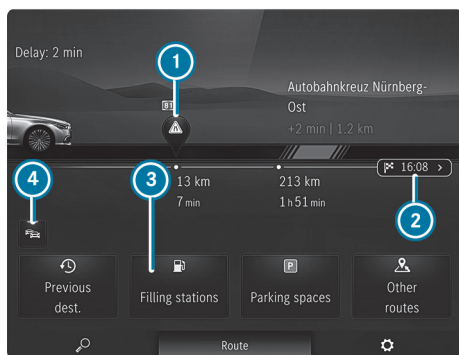 Delay: 2 min
1
Autobahnkreuz Nürnberg-
Ost
+2 min | 1.2 km
B1
4
3
13 km
7 min
213 km
1 h 51 min
16:08 >
2
Previous
dest.
Filling stations
P
Parking spaces
Other
routes
Route